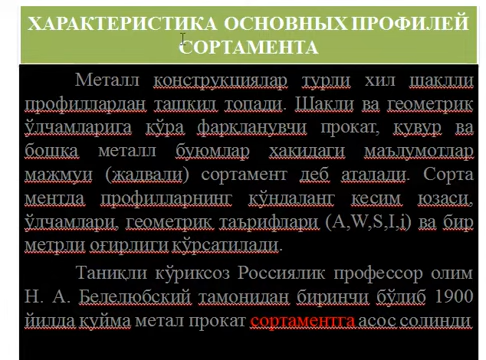 ХАРАКТЕРИСТИКА ОСНОВНЫХ ПРОФИЛЕЙ
СОРТАМЕНТА
Металл конструкциялар турли хил шаклли
профиллардан ташкил топади. Шакли ва геометрик
ўлчамларига кўра фарқланувчи прокат, қувур ва
бошка металл буюмлар хакидаги маълумотлар
мажмуи (жадвали) сортамент деб аталади. Сорта
ментда профилларнинг кўндаланг кесим юзаси,
ўлчамлари, геометрик таърифлари (A,W,S,I,i) ва бир
метрли оғирлиги кўрсатилади.
Таниқли кўриксоз Россиялик профессор олим
Н. А. Белелюбский тамонидан биринчи бўлиб 1900
йилда қуйма метал прокат сортаментга асос солинди